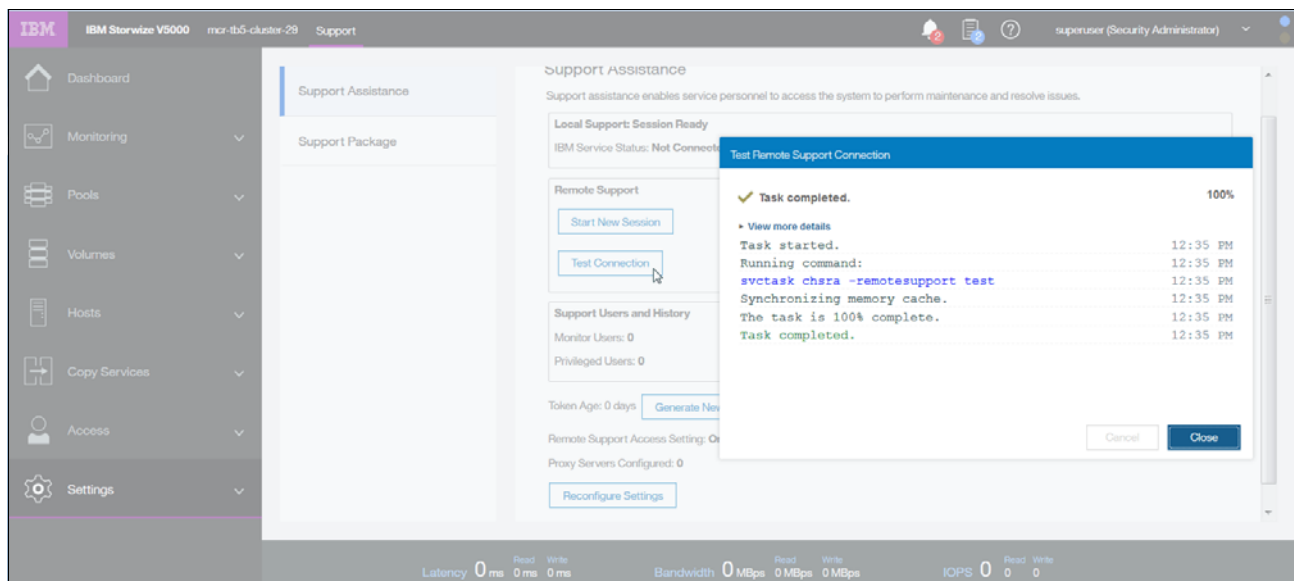 IBM
IBM Storwize V5000 mcr-tb5-cluster-29 Support
2
2
superuser (Security Administrator)
Dashboard
Monitoring
Pools
Volumes
Hosts
Copy Services
Access
Settings
Support Assistance
Support Package
Support Assistance
Support assistance enables service personnel to access the system to perform maintenance and resolve issues.
Local Support: Session Ready
IBM Service Status: Not Connecte
Remote Support
Start New Session
Test Connection
Support Users and History
Monitor Users: 0
Privileged Users: 0
Token Age: 0 days Generate New
Remote Support Access Setting: On
Proxy Servers Configured: 0
Reconfigure Settings
Test Remote Support Connection
Task completed. 100%
View more details
Task started. 12:35 PM
Running command: 12:35 PM
svctask chsra -remotesupport test 12:35 PM
Synchronizing memory cache. 12:35 PM
The task is 100% complete. 12:35 PM
Task completed. 12:35 PM
Cancel Close
Latency 0 ms Read 0 ms Write 0 ms
Bandwidth 0 MBps Read 0 MBps Write 0 MBps
IOPS 0 Read 0 Write 0